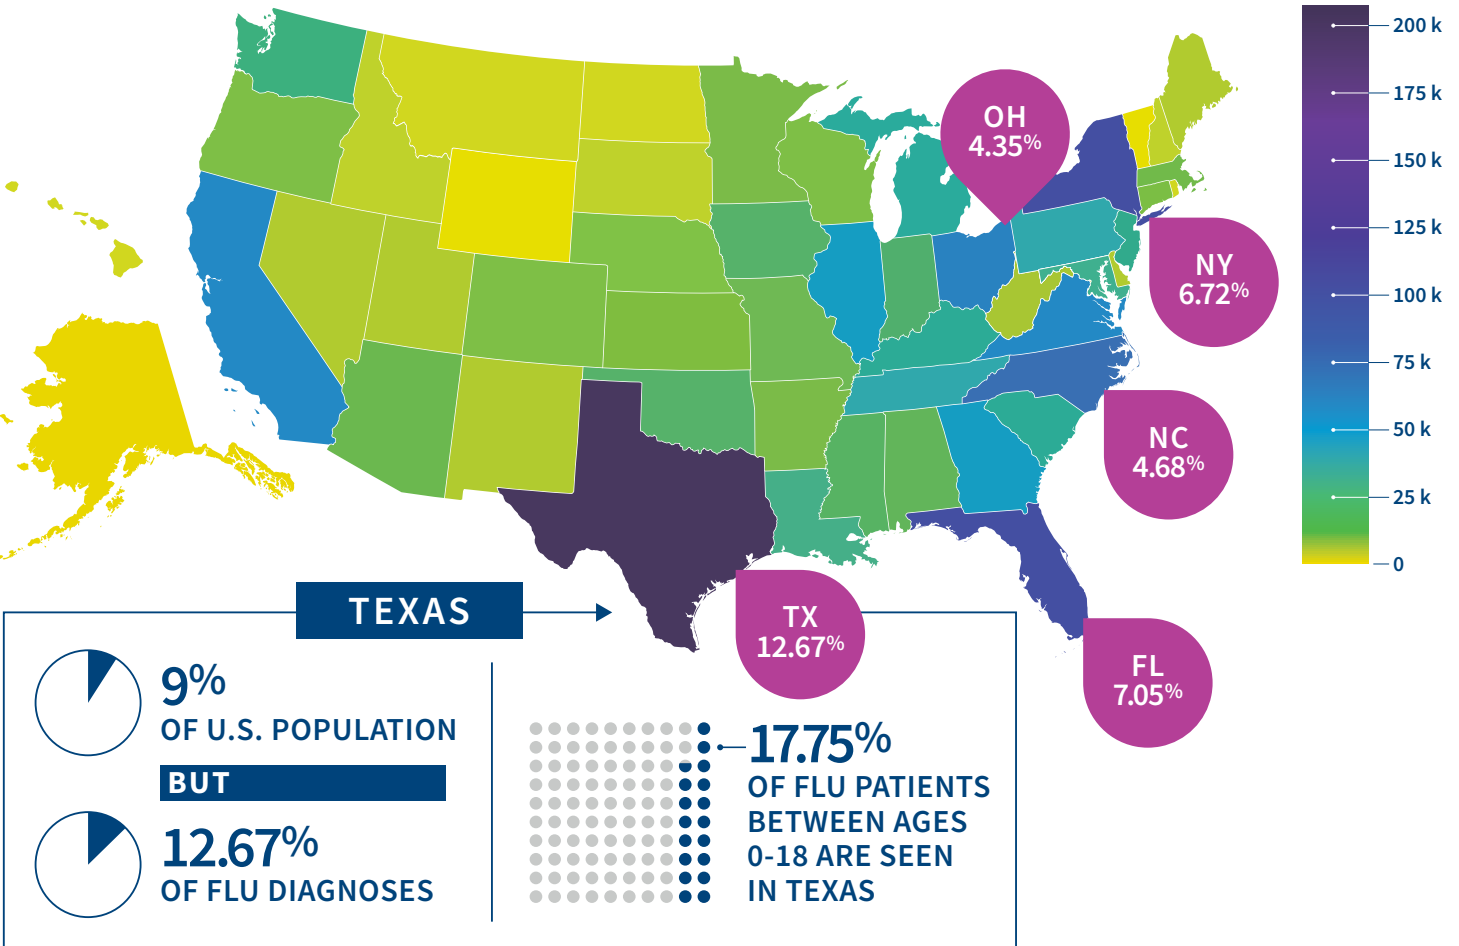 200 k
175 k
150 k
125 k
100 k
75 k
50 k
25 k
0
OH
4.35%
NY
6.72%
NC
4.68%
TX
12.67%
FL
7.05%
TEXAS
9%
OF U.S. POPULATION
BUT
12.67%
OF FLU DIAGNOSES
17.75%
OF FLU PATIENTS
BETWEEN AGES
0-18 ARE SEEN
IN TEXAS